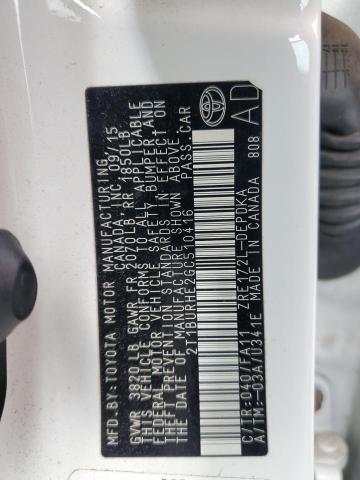 MFD.BY:TOYOTA MOTOR MANUFACTURING
CANADA, INC. 09/15
GVWR 3820LB GAWR FR 2070LB RR 1850LB
THIS VEHICLE CONFORMS TO ALL APPLICABLE
FEDERAL MOTOR VEHICLE SAFETY, BUMPER, AND
THEFT PREVENTION STANDARDS IN EFFECT ON
THE DATE OF MANUFACTURE SHOWN ABOVE.
2T1BURHE2GC510416 PASS.CAR
C/TR:040/FA11 ZRE172L-DEPDKA
A/TM:-03A/U341E MADE IN CANADA 808
TOYOTA
AD